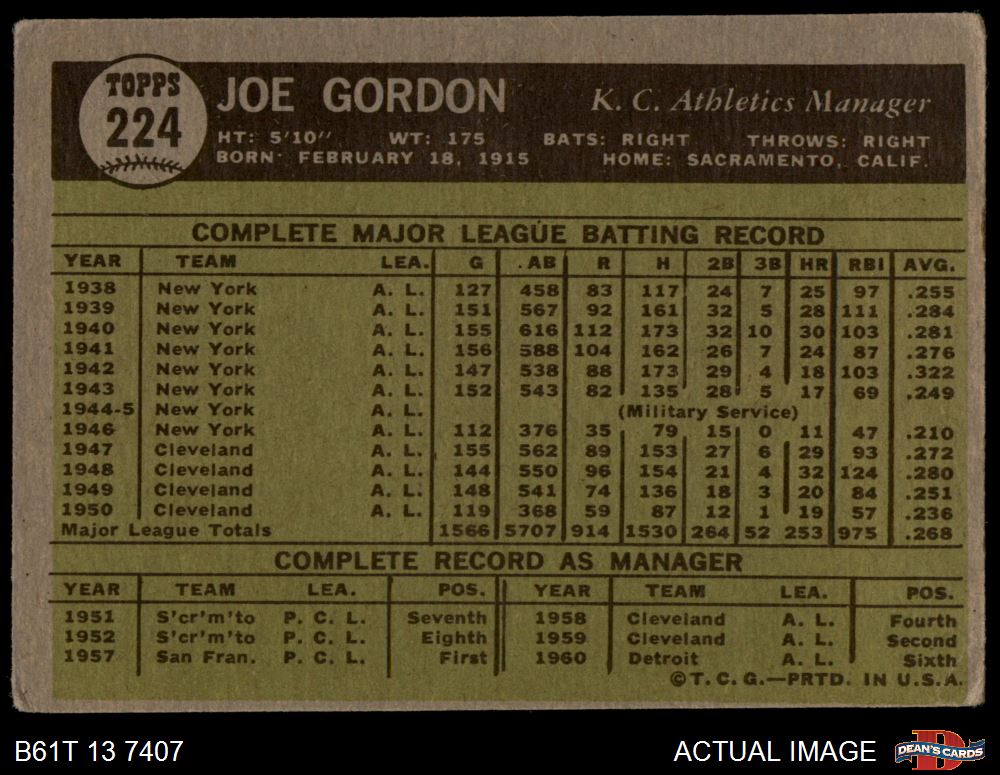 TOPPS
224
JOE GORDON K. C. Athletics Manager
HT: 5'10" WT: 175 BATS: RIGHT THROWS: RIGHT
BORN: FEBRUARY 18, 1915 HOME: SACRAMENTO, CALIF.
COMPLETE MAJOR LEAGUE BATTING RECORD
YEAR TEAM LEA. G AB R H 2B 3B HR RBI AVG.
1938 New York A. L. 127 458 83 117 24 7 25 97 .255
1939 New York A. L. 151 567 92 161 32 5 28 111 .284
1940 New York A. L. 155 616 112 173 32 10 30 103 .281
1941 New York A. L. 156 588 104 162 26 7 24 87 .276
1942 New York A. L. 147 538 88 173 29 4 18 103 .322
1943 New York A. L. 152 543 82 135 28 5 17 69 .249
1944-5 New York A. L. (Military Service)
1946 New York A. L. 112 376 35 79 15 0 11 47 .210
1947 Cleveland A. L. 155 562 89 153 27 6 29 93 .272
1948 Cleveland A. L. 144 550 96 154 21 4 32 124 .280
1949 Cleveland A. L. 148 541 74 136 18 3 20 84 .251
1950 Cleveland A. L. 119 368 59 87 12 1 19 57 .236
Major League Totals 1566 5707 914 1530 264 52 253 975 .268
COMPLETE RECORD AS MANAGER
YEAR TEAM LEA. POS. YEAR TEAM LEA. POS.
1951 S'cr'm'to P. C. L. Seventh 1958 Cleveland A. L. Fourth
1952 S'cr'm'to P. C. L. Eighth 1959 Cleveland A. L. Second
1957 San Fran. P. C. L. First 1960 Detroit A. L. Sixth
©T. C. G.—PRTD. IN U.S.A.
B61T 13 7407 ACTUAL IMAGE DEAN'S CARDS